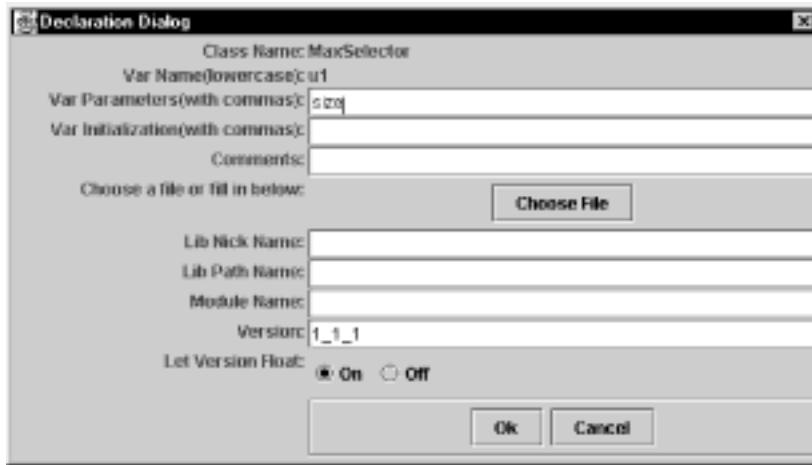 Declaration Dialog
Class Name: MaxSelector
Var Name(lowercase): u1
Var Parameters(with commas): size
Var Initialization(with commas):
Comments:
Choose a file or fill in below: Choose File
Lib Nick Name:
Lib Path Name:
Module Name:
Version: 1_1_1
Let Version Float: On Off
Ok Cancel